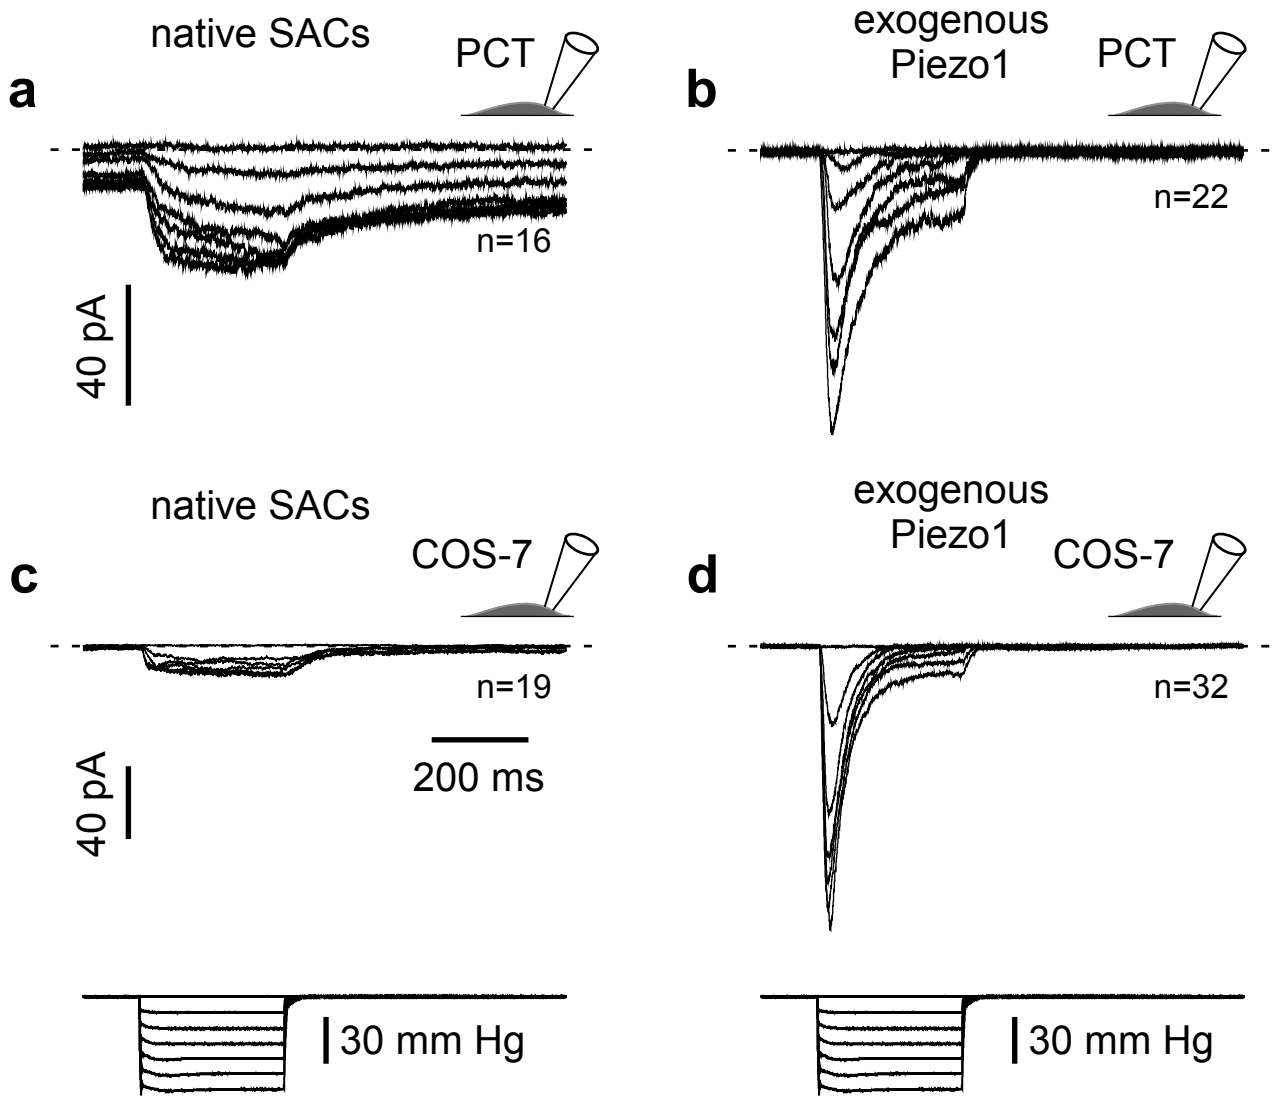 native SACs
PCT
a
n=16
40 pA
exogenous
Piezo1
PCT
b
n=22
native SACs
COS-7
c
n=19
200 ms
40 pA
exogenous
Piezo1
COS-7
d
n=32
30 mm Hg
30 mm Hg